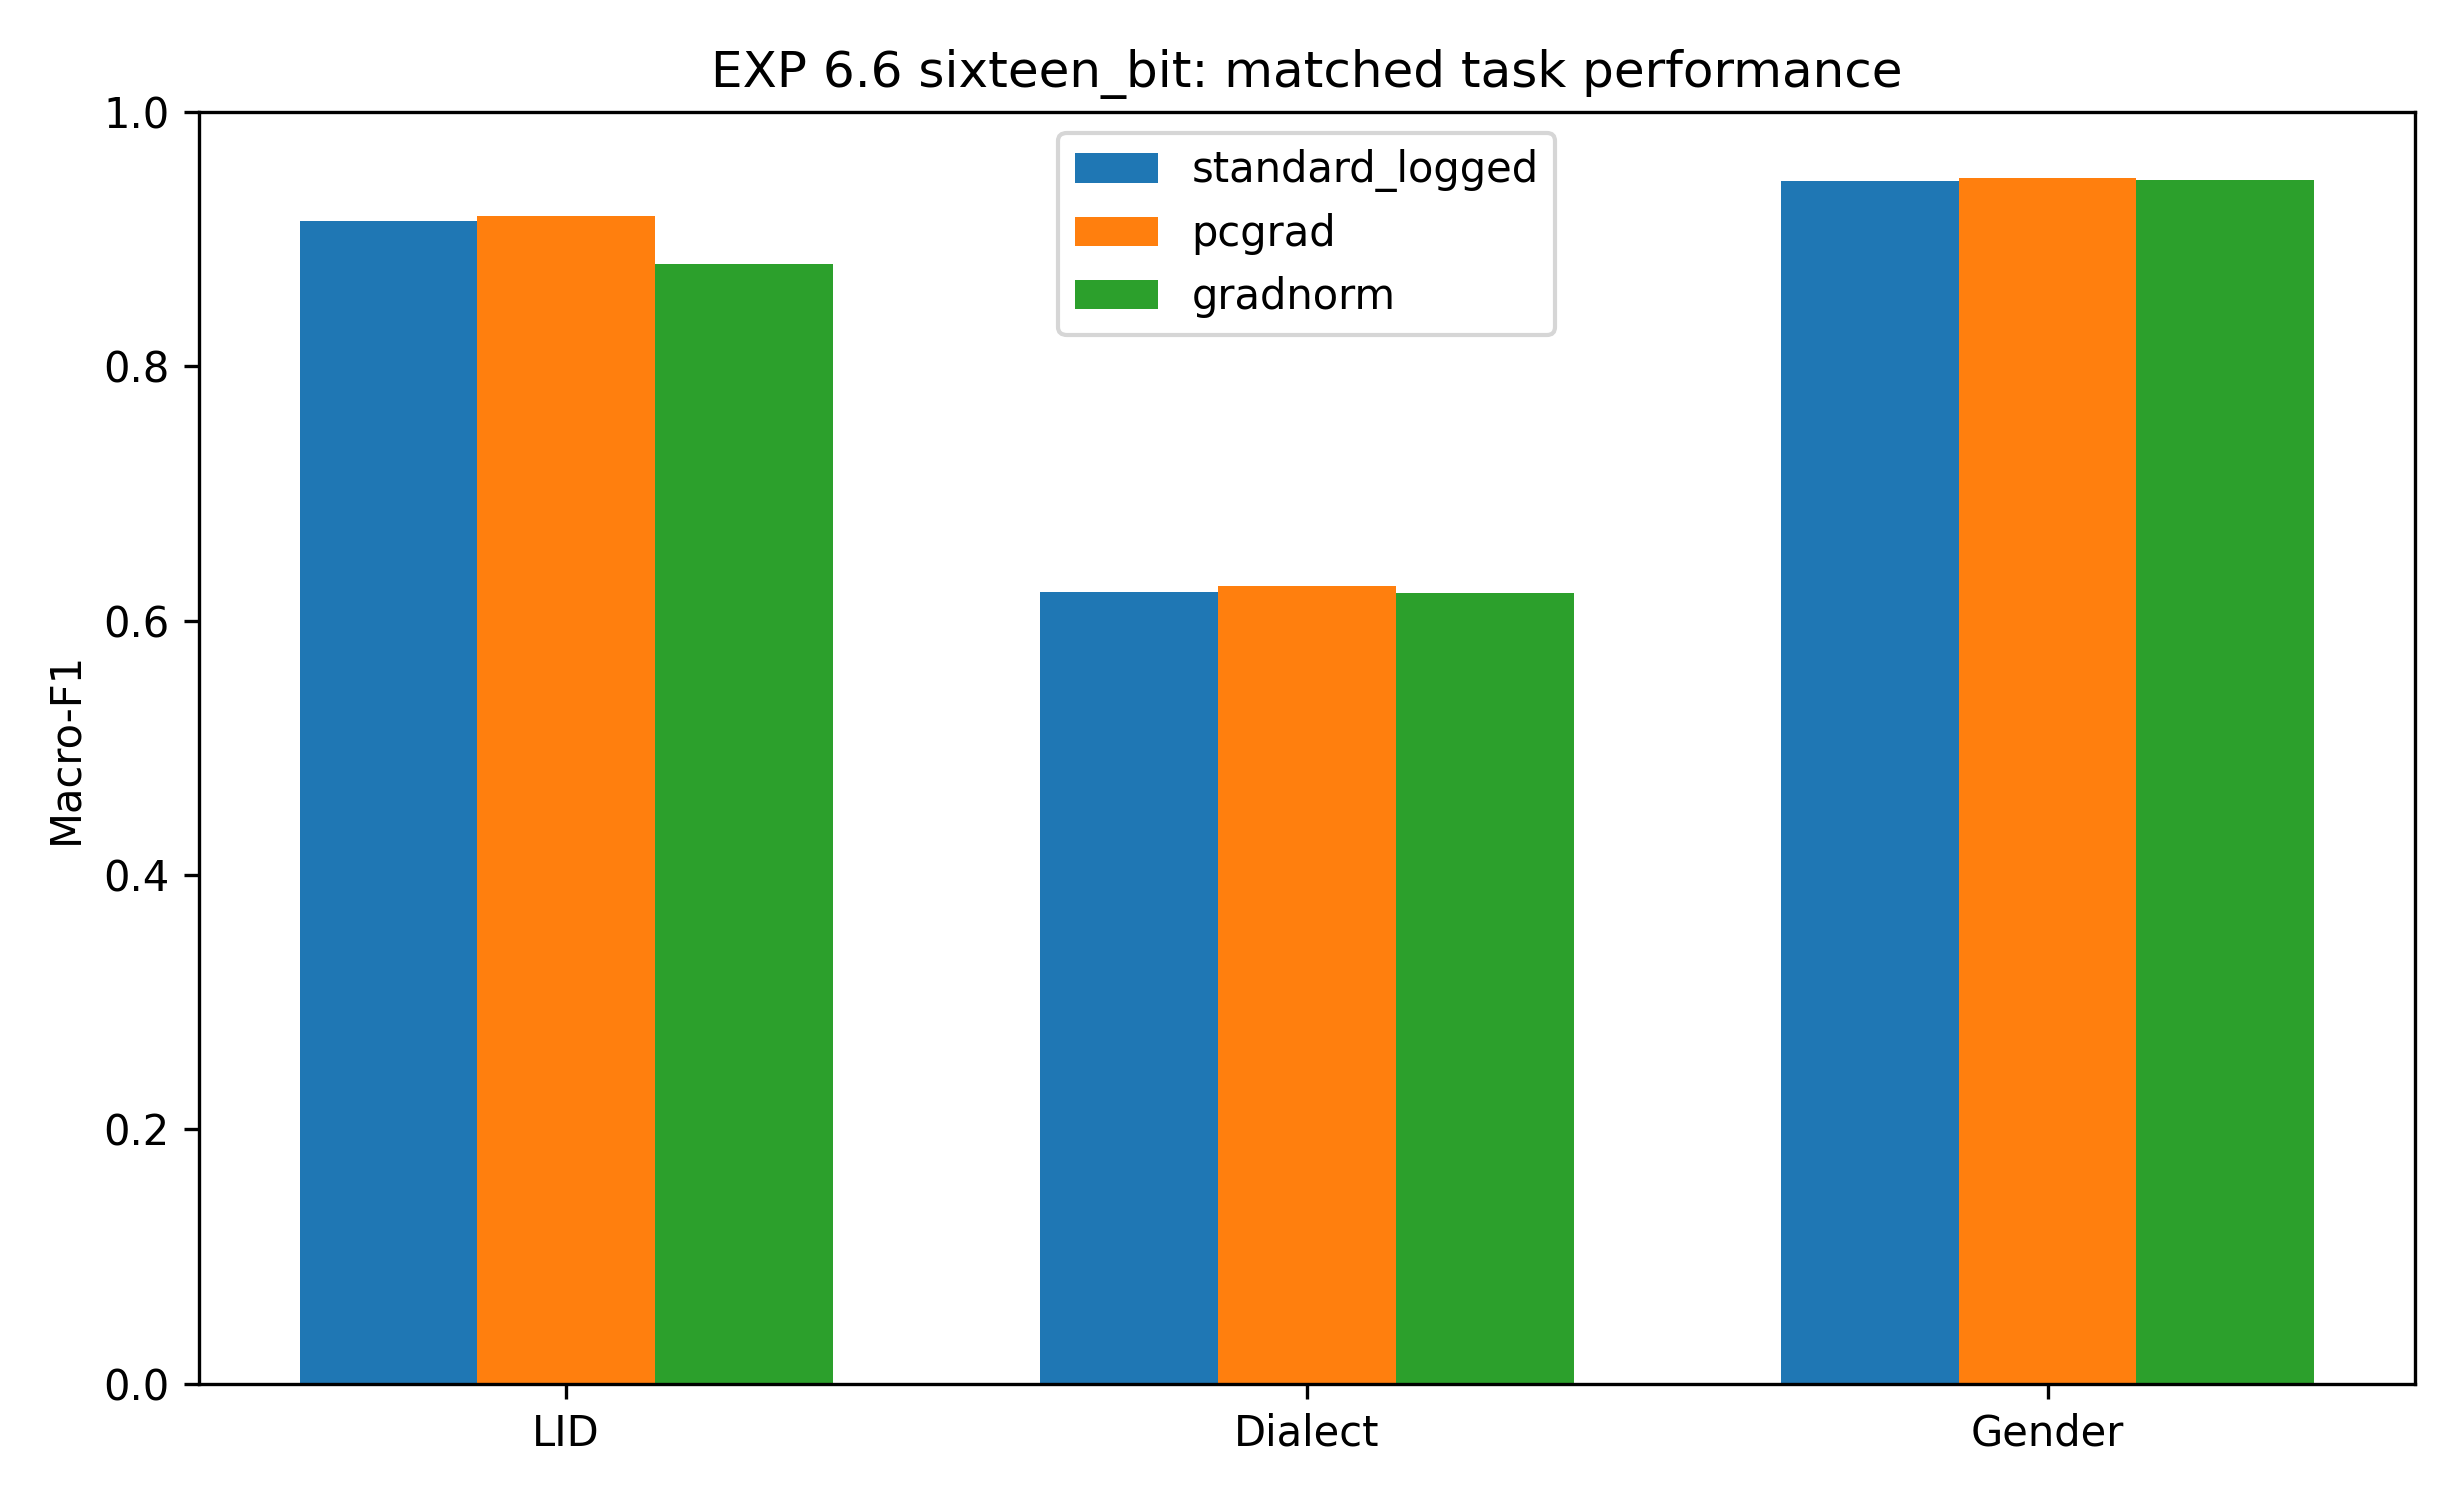 EXP 6.6 sixteen_bit: matched task performance
1.0
0.8
0.6
0.4
0.2
0.0
Macro-F1
standard_logged
pcgrad
gradnorm
LID
Dialect
Gender